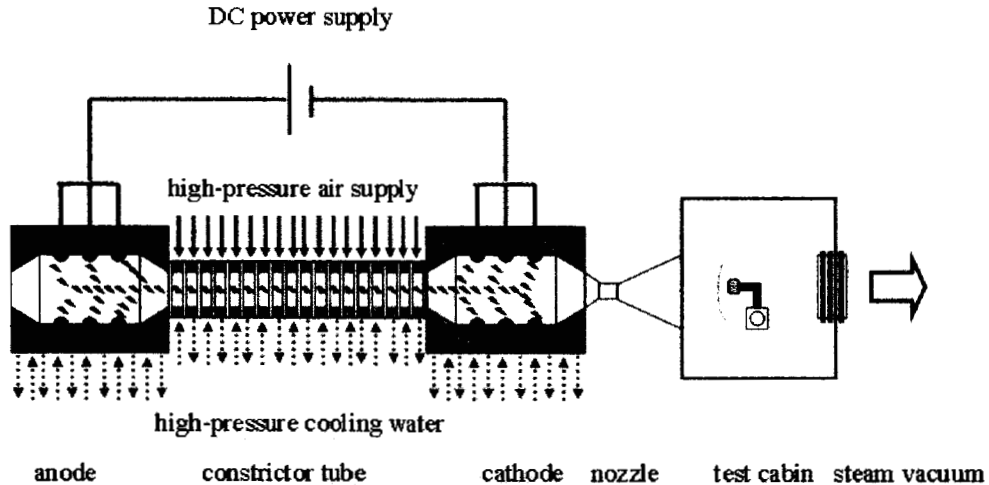 DC power supply
high-pressure air supply
high-pressure cooling water
anode constrictor tube cathode nozzle test cabin steam vacuum